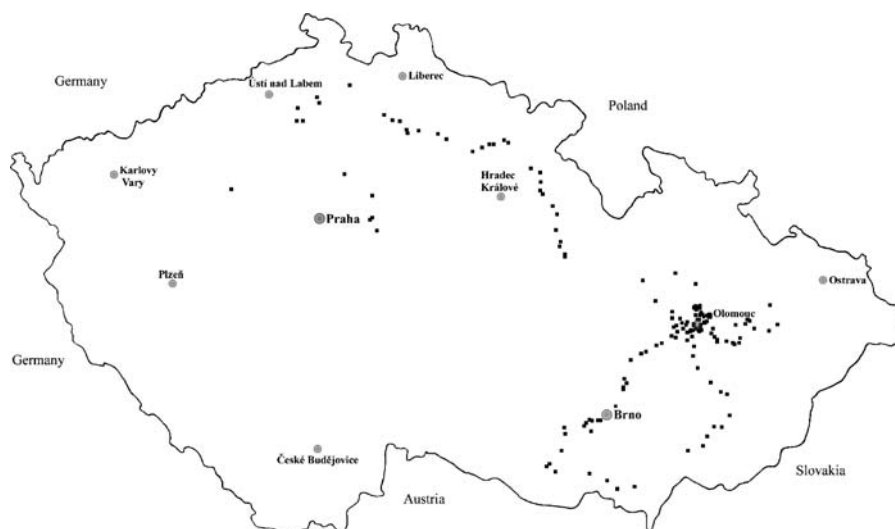 Germany
Ústí nad Labem
Liberec
Poland
Karlovy
Vary
Hradec
Králové
Praha
Plzeň
Ostrava
Olomouc
Germany
Brno
České Budějovice
Slovakia
Austria